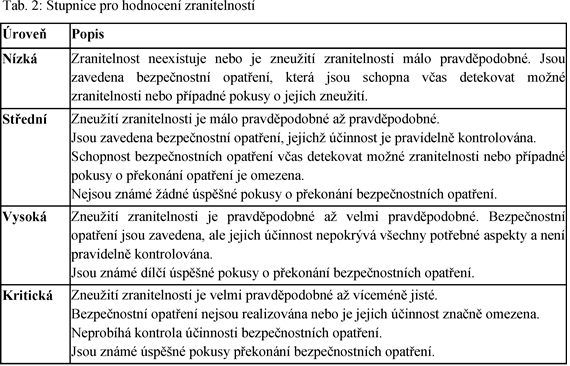 Tab. 2: Stupnice pro hodnocení zranitelností
Úroveň Popis
Nízká Zranitelnost neexistuje nebo je zneužití zranitelnosti málo pravděpodobné. Jsou
zavedena bezpečnostní opatření, která jsou schopna včas detekovat možné
zranitelnosti nebo případné pokusy o jejich zneužití.
Střední Zneužití zranitelnosti je málo pravděpodobné až pravděpodobné.
Jsou zavedena bezpečnostní opatření, jejichž účinnost je pravidelně kontrolována.
Schopnost bezpečnostních opatření včas detekovat možné zranitelnosti nebo případné
pokusy o překonání opatření je omezena.
Nejsou známé žádné úspěšné pokusy o překonání bezpečnostních opatření.
Vysoká Zneužití zranitelnosti je pravděpodobné až velmi pravděpodobné. Bezpečnostní
opatření jsou zavedena, ale jejich účinnost nepokrývá všechny potřebné aspekty a není
pravidelně kontrolována.
Jsou známé dílčí úspěšné pokusy o překonání bezpečnostních opatření.
Kritická Zneužití zranitelnosti je velmi pravděpodobné až víceméně jisté.
Bezpečnostní opatření nejsou realizována nebo je jejich účinnost značně omezena.
Neprobíhá kontrola účinnosti bezpečnostních opatření.
Jsou známé úspěšné pokusy překonání bezpečnostních opatření.